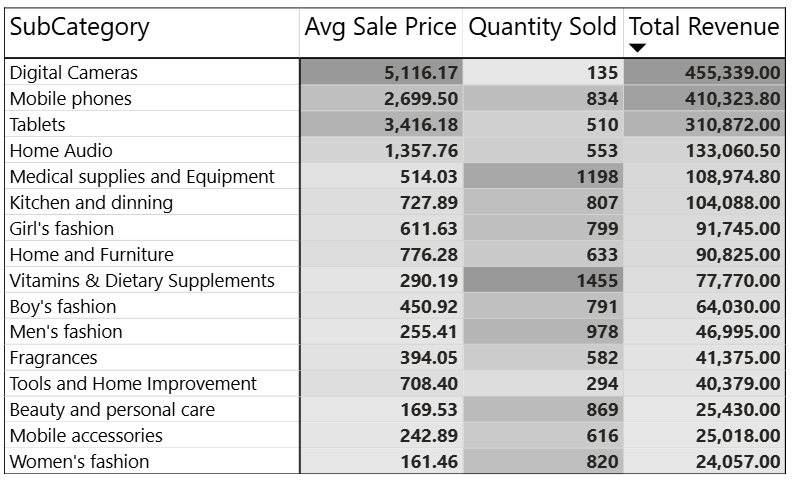 SubCategory Avg Sale Price Quantity Sold Total Revenue
Digital Cameras 5,116.17 135 455,339.00
Mobile phones 2,699.50 834 410,323.80
Tablets 3,416.18 510 310,872.00
Home Audio 1,357.76 553 133,060.50
Medical supplies and Equipment 514.03 1198 108,974.80
Kitchen and dinning 727.89 807 104,088.00
Girl's fashion 611.63 799 91,745.00
Home and Furniture 776.28 633 90,825.00
Vitamins & Dietary Supplements 290.19 1455 77,770.00
Boy's fashion 450.92 791 64,030.00
Men's fashion 255.41 978 46,995.00
Fragrances 394.05 582 41,375.00
Tools and Home Improvement 708.40 294 40,379.00
Beauty and personal care 169.53 869 25,430.00
Mobile accessories 242.89 616 25,018.00
Women's fashion 161.46 820 24,057.00